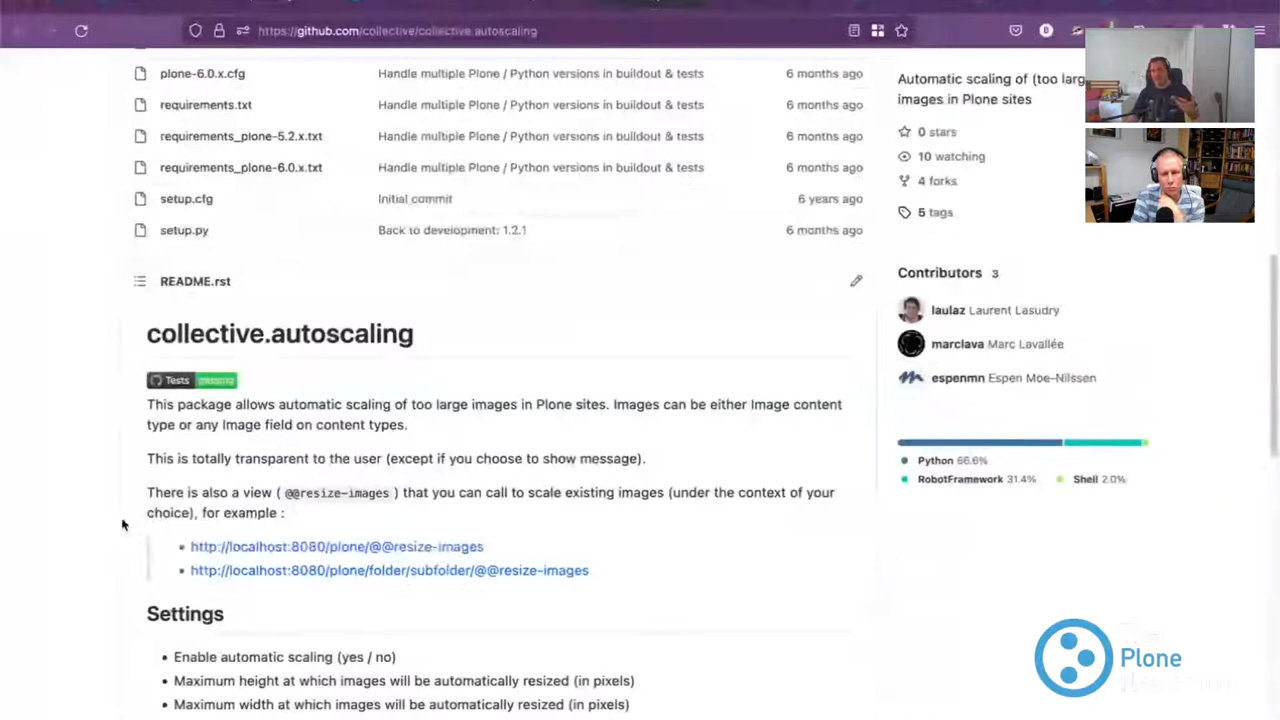 https://github.com/collective/collective.autoscaling
plone-6.0.x.cfg Handle multiple Plone / Python versions in buildout & tests 6 months ago
requirements.txt Handle multiple Plone / Python versions in buildout & tests 6 months ago
requirements_plone-5.2.x.txt Handle multiple Plone / Python versions in buildout & tests 6 months ago
requirements_plone-6.0.x.txt Handle multiple Plone / Python versions in buildout & tests 6 months ago
setup.cfg Initial commit 6 years ago
setup.py Back to development: 1.2.1 6 months ago
README.rst
collective.autoscaling
Tests passing
This package allows automatic scaling of too large images in Plone sites. Images can be either Image content
type or any Image field on content types.
This is totally transparent to the user (except if you choose to show message).
There is also a view ( @@resize-images ) that you can call to scale existing images (under the context of your
choice), for example :
• http://localhost:8080/plone/@@resize-images
• http://localhost:8080/plone/folder/subfolder/@@resize-images
Settings
• Enable automatic scaling (yes / no)
• Maximum height at which images will be automatically resized (in pixels)
• Maximum width at which images will be automatically resized (in pixels)
Automatic scaling of (too large
images in Plone sites
0 stars
10 watching
4 forks
5 tags
Contributors 3
laulaz Laurent Lasudry
marclava Marc Lavallée
espenmn Espen Moe-Nilssen
Python 66.6%
RobotFramework 31.4% Shell 2.0%
Plone